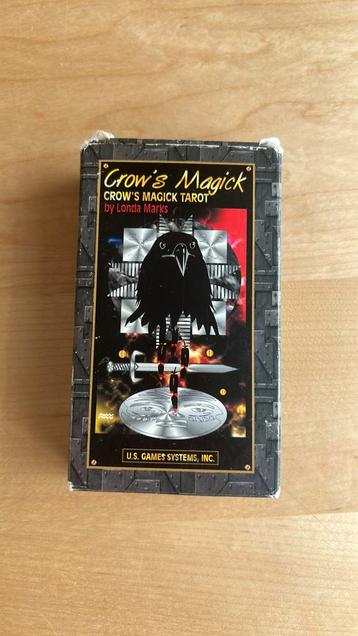 Crow's Magick
CROW'S MAGICK TAROT
by Londa Marks
U.S. GAMES SYSTEMS, INC.